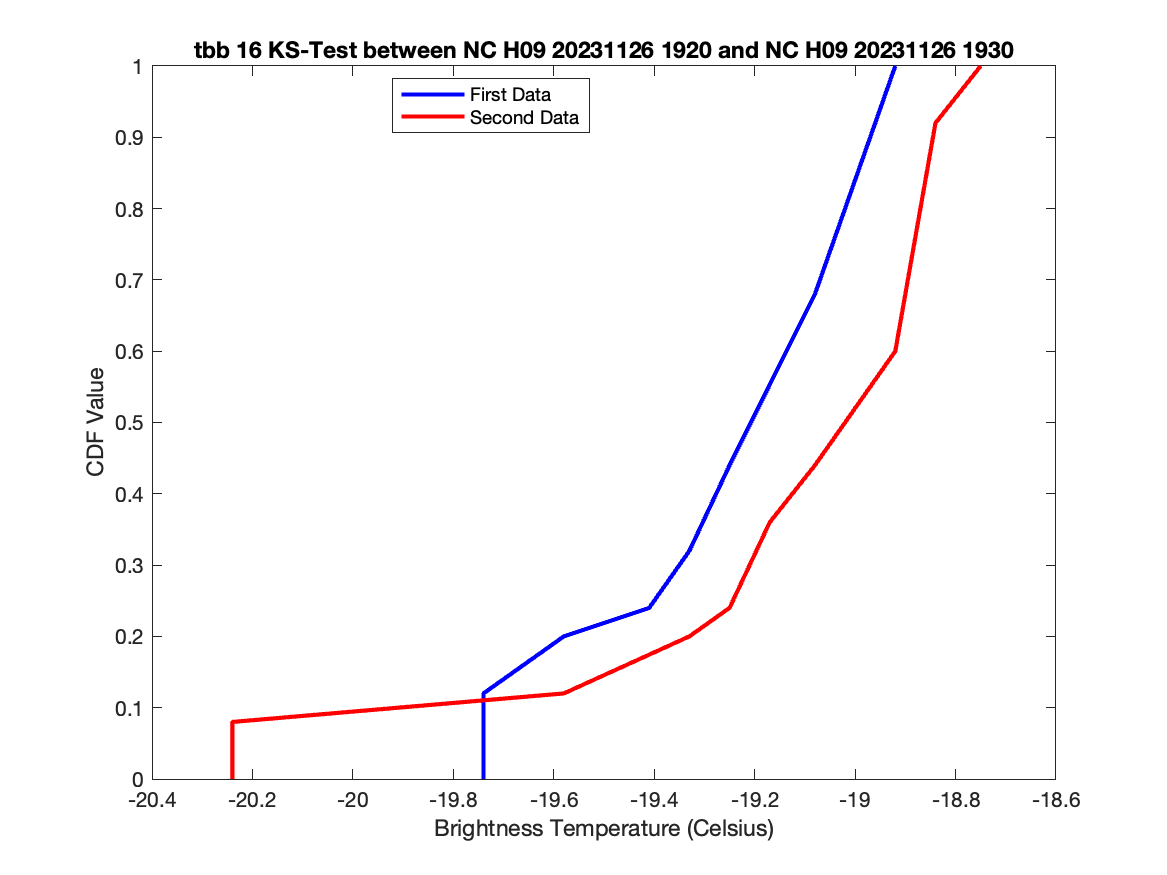 tbb 16 KS-Test between NC H09 20231126 1920 and NC H09 20231126 1930
First Data
Second Data
1
0.9
0.8
0.7
0.6
0.5
0.4
0.3
0.2
0.1
0
CDF Value
-20.4 -20.2 -20 -19.8 -19.6 -19.4 -19.2 -19 -18.8 -18.6
Brightness Temperature (Celsius)